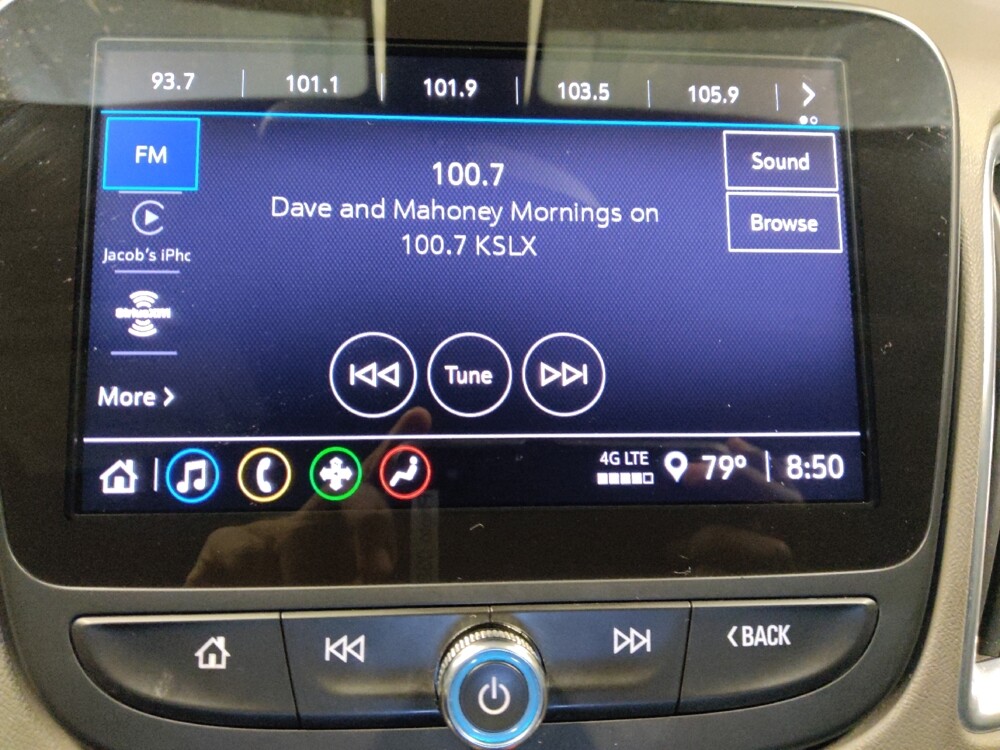 93.7 101.1 101.9 103.5 105.9
FM
Sound
100.7
Dave and Mahoney Mornings on
100.7 KSLX
Browse
Jacob's iPhc
SiriusXM
Tune
More >
4G LTE
79° 8:50
<BACK